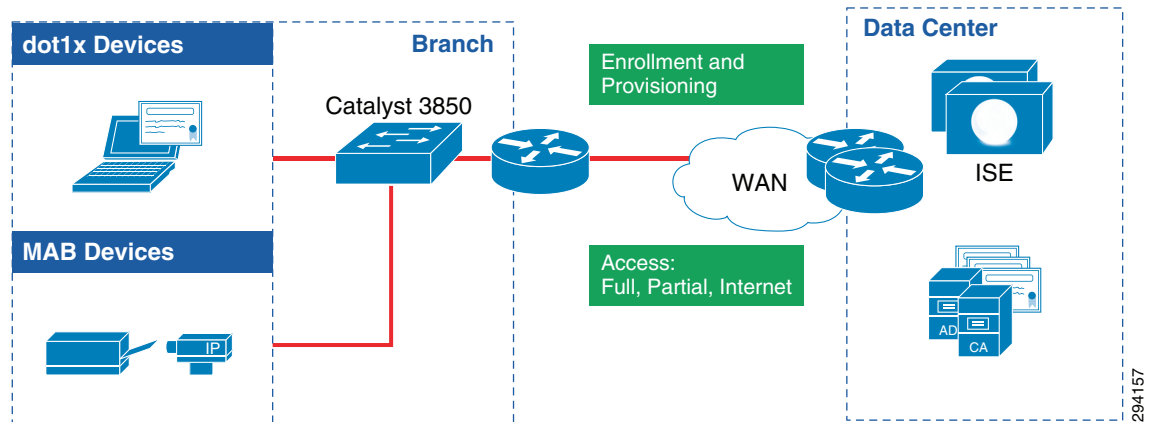 dot1x Devices
Branch
Data Center
Enrollment and
Provisioning
Catalyst 3850
WAN
ISE
MAB Devices
Access:
Full, Partial, Internet
IP
AD
CA
294157